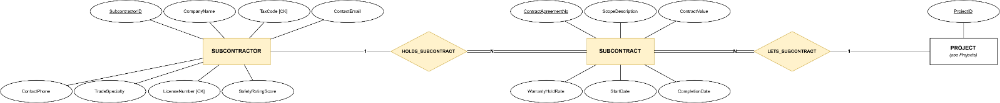 SubcontractorID
CompanyName
TaxCode [CK]
ContactEmail
ContractAgreementNo
ScopeDescription
ContractValue
ProjectID
SUBCONTRACTOR
1
HOLDS_SUBCONTRACT
N
SUBCONTRACT
N
LETS_SUBCONTRACT
1
PROJECT
(see Projects)
ContactPhone
TradeSpecialty
LicenseNumber [CK]
SafetyRatingScore
WarrantyHoldRate
StartDate
CompletionDate